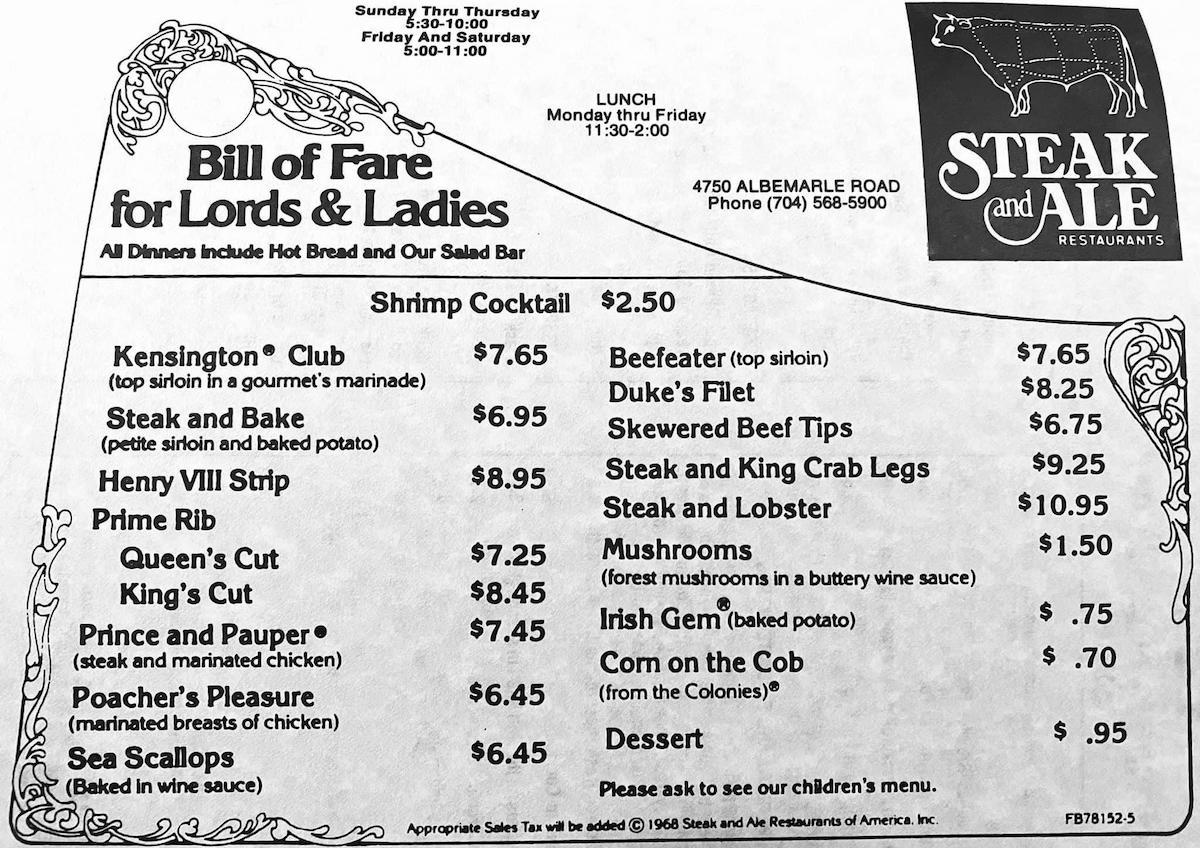 Sunday Thru Thursday
5:30-10:00
Friday And Saturday
5:00-11:00
LUNCH
Monday thru Friday
11:30-2:00
4750 ALBEMARLE ROAD
Phone (704) 568-5900
STEAK
and ALE
RESTAURANTS
Bill of Fare
for Lords & Ladies
All Dinners include Hot Bread and Our Salad Bar
Shrimp Cocktail $2.50
Kensington® Club $7.65
(top sirloin in a gourmet's marinade)
Steak and Bake $6.95
(petite sirloin and baked potato)
Henry VIII Strip $8.95
Prime Rib
Queen's Cut $7.25
King's Cut $8.45
Prince and Pauper® $7.45
(steak and marinated chicken)
Poacher's Pleasure $6.45
(marinated breasts of chicken)
Sea Scallops $6.45
(Baked in wine sauce)
Beefeater (top sirloin) $7.65
Duke's Filet $8.25
Skewered Beef Tips $6.75
Steak and King Crab Legs $9.25
Steak and Lobster $10.95
Mushrooms $1.50
(forest mushrooms in a buttery wine sauce)
Irish Gem® (baked potato) $ .75
Corn on the Cob $ .70
(from the Colonies)®
Dessert $ .95
Please ask to see our children's menu.
Appropriate Sales Tax will be added © 1968 Steak and Ale Restaurants of America, Inc.
FB78152-5